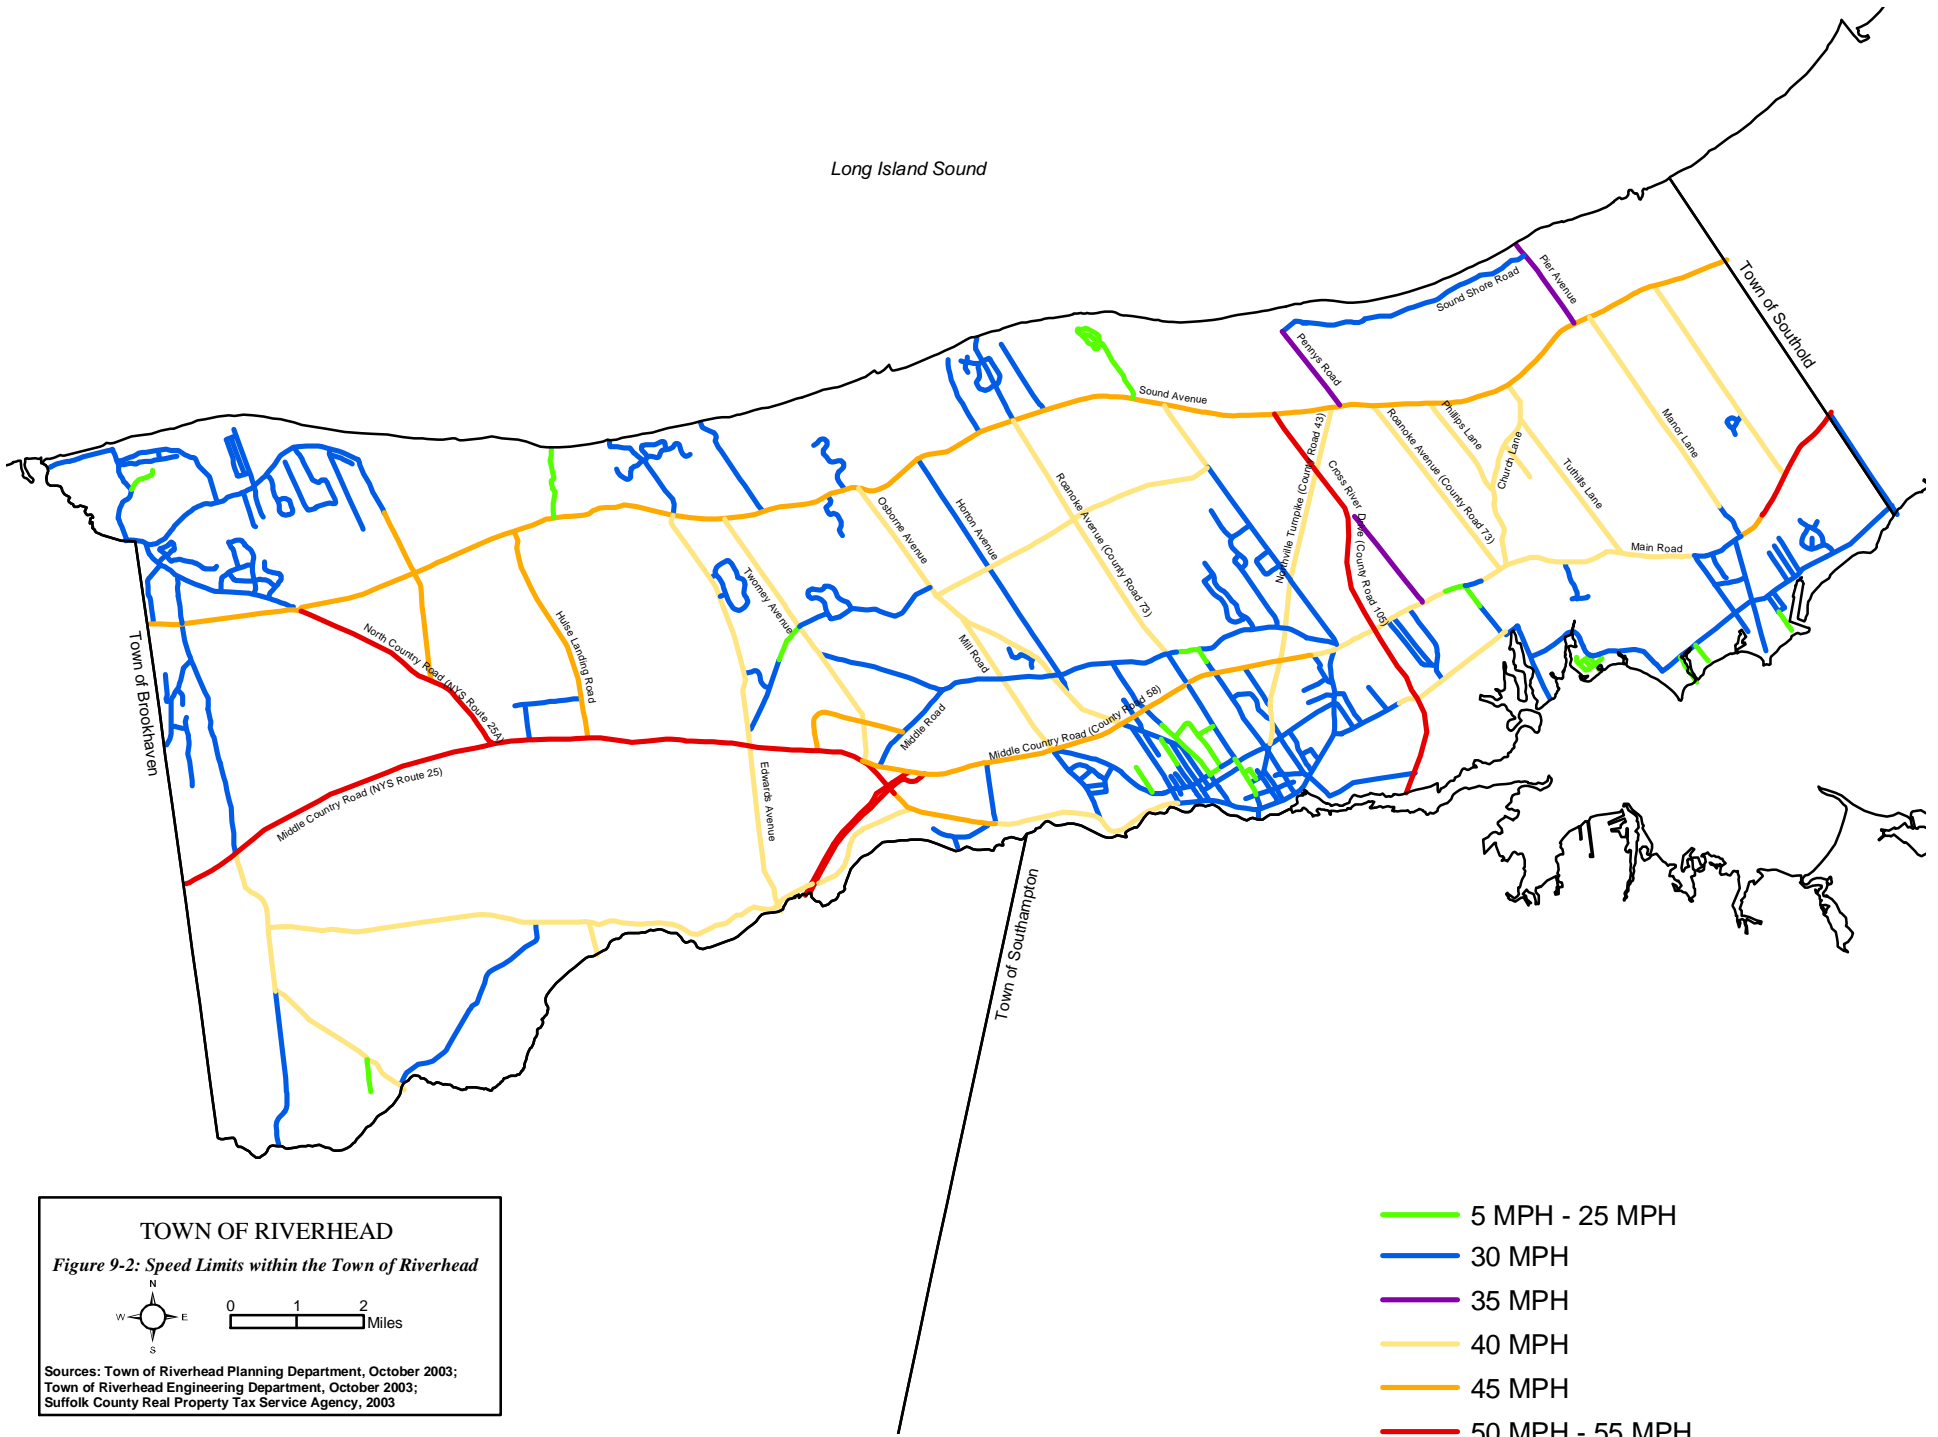 Long Island Sound
Pier Avenue
Sound Shore Road
Town of Southold
Pennys Road
Sound Avenue
Phillips Lane
Roanoke Avenue (County Road 73)
Manor Lane
Church Lane
Tuthills Lane
Northville Turnpike (County Road 43)
Cross River Drive (County Road 105)
Roanoke Avenue (County Road 73)
Horton Avenue
Osborne Avenue
Main Road
Twomey Avenue
Hulse Landing Road
Mill Road
North Country Road (NYS Route 25A)
Town of Brookhaven
Middle Road
Middle Country Road (County Road 58)
Middle Country Road (NYS Route 25)
Edwards Avenue
Town of Southampton
TOWN OF RIVERHEAD
Figure 9-2: Speed Limits within the Town of Riverhead
N
W E
S
0 1 2
Miles
Sources: Town of Riverhead Planning Department, October 2003;
Town of Riverhead Engineering Department, October 2003;
Suffolk County Real Property Tax Service Agency, 2003
5 MPH - 25 MPH
30 MPH
35 MPH
40 MPH
45 MPH
50 MPH - 55 MPH